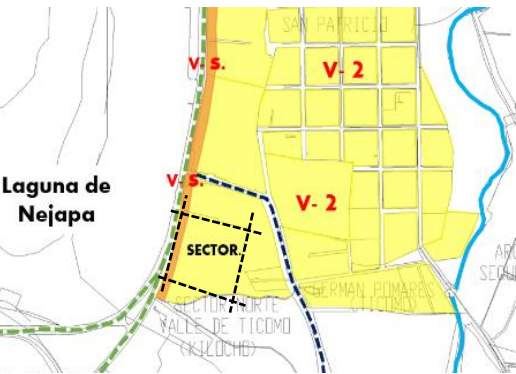 SAN PATRICIO
V- S.
V- 2
V- S.
Laguna de
Nejapa
V- 2
SECTOR
SECTOR NORTE
VALLE DE TICOMO
(KILOCHO)
GERMAN POMARES
(TICOMO)